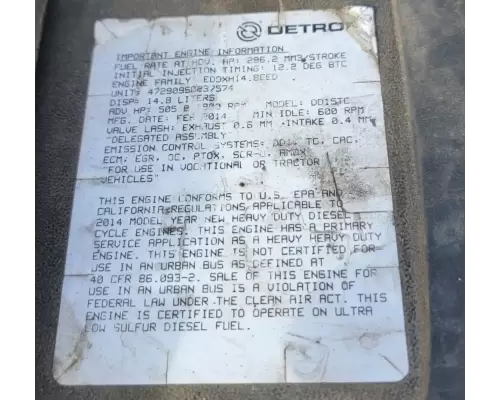 DETRO
IMPORTANT ENGINE INFORMATION
FUEL RATE AT ADV. HP: 296.2 MM3/STROKE
INITIAL INJECTION TIMING: 12.2 DEG BTC
ENGINE FAMILY EDDXH14.8EED
UNIT: 472909S0837574
DISP: 14.8 LITERS
ADV HP: 505 @ 1800 RPM MODEL: DD15TC
MFG. DATE: FEB 2014 MIN IDLE: 600 RPM
VALVE LASH: EXHAUST 0.6 MM INTAKE 0.4 MM
"DELEGATED ASSEMBLY"
EMISSION CONTROL SYSTEMS: DDI, TC, CAC,
ECM, EGR, OC, PTOX, SCR-U, AMOX
"FOR USE IN VOCATIONAL OR TRACTOR
VEHICLES"
THIS ENGINE CONFORMS TO U.S. EPA AND
CALIFORNIA REGULATIONS APPLICABLE TO
2014 MODEL YEAR NEW HEAVY DUTY DIESEL
CYCLE ENGINES. THIS ENGINE HAS A PRIMARY
SERVICE APPLICATION AS A HEAVY HEAVY DUTY
ENGINE. THIS ENGINE IS NOT CERTIFIED FOR
USE IN AN URBAN BUS AS DEFINED AT
40 CFR 86.093-2. SALE OF THIS ENGINE FOR
USE IN AN URBAN BUS IS A VIOLATION OF
FEDERAL LAW UNDER THE CLEAN AIR ACT. THIS
ENGINE IS CERTIFIED TO OPERATE ON ULTRA
LOW SULFUR DIESEL FUEL.